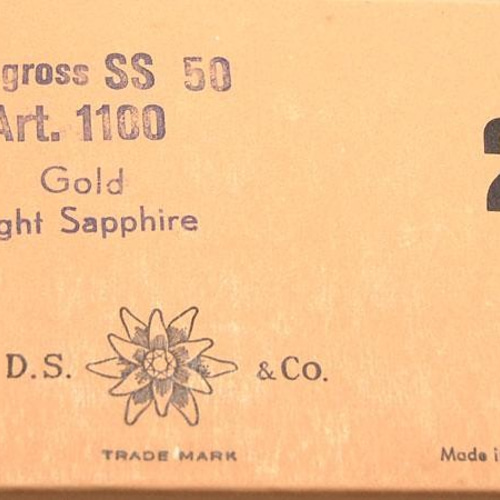 gross SS 50
Art. 1100
Gold
ght Sapphire
D.S. & Co.
TRADE MARK
Made i